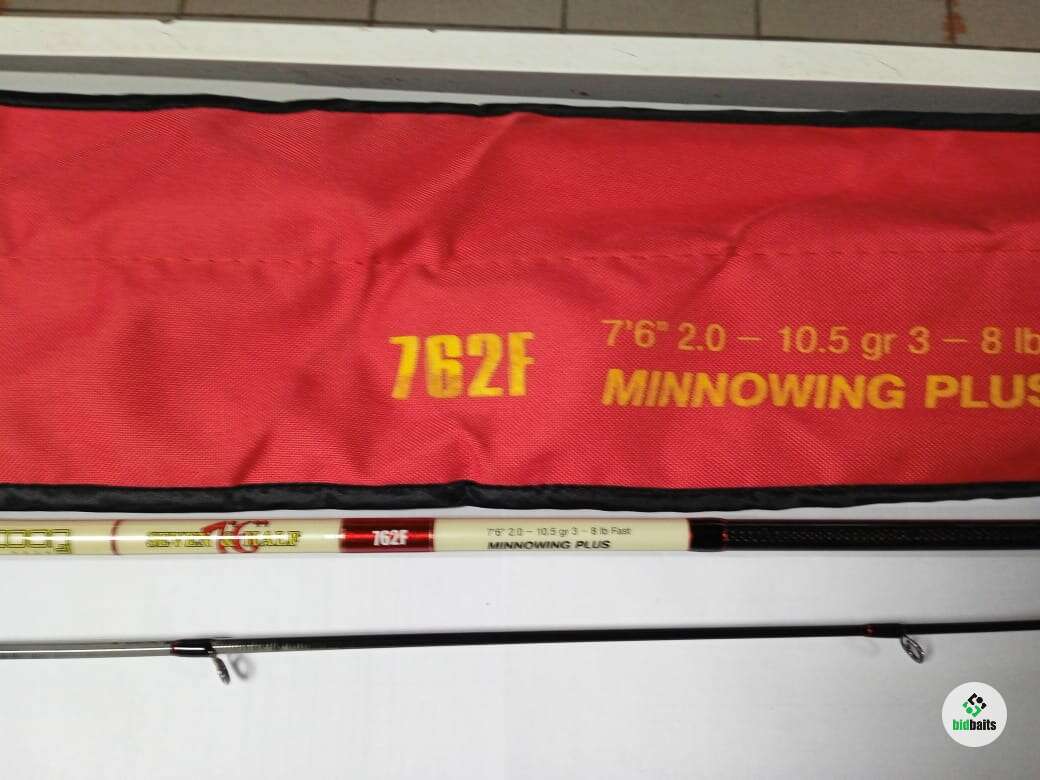 762F
7'6" 2.0 – 10.5 gr 3 – 8 lb
MINNOWING PLUS
SEVEN & HALF
762F
7'6" 2.0 – 10.5 gr 3 – 8 lb Fast
MINNOWING PLUS
bidbaits